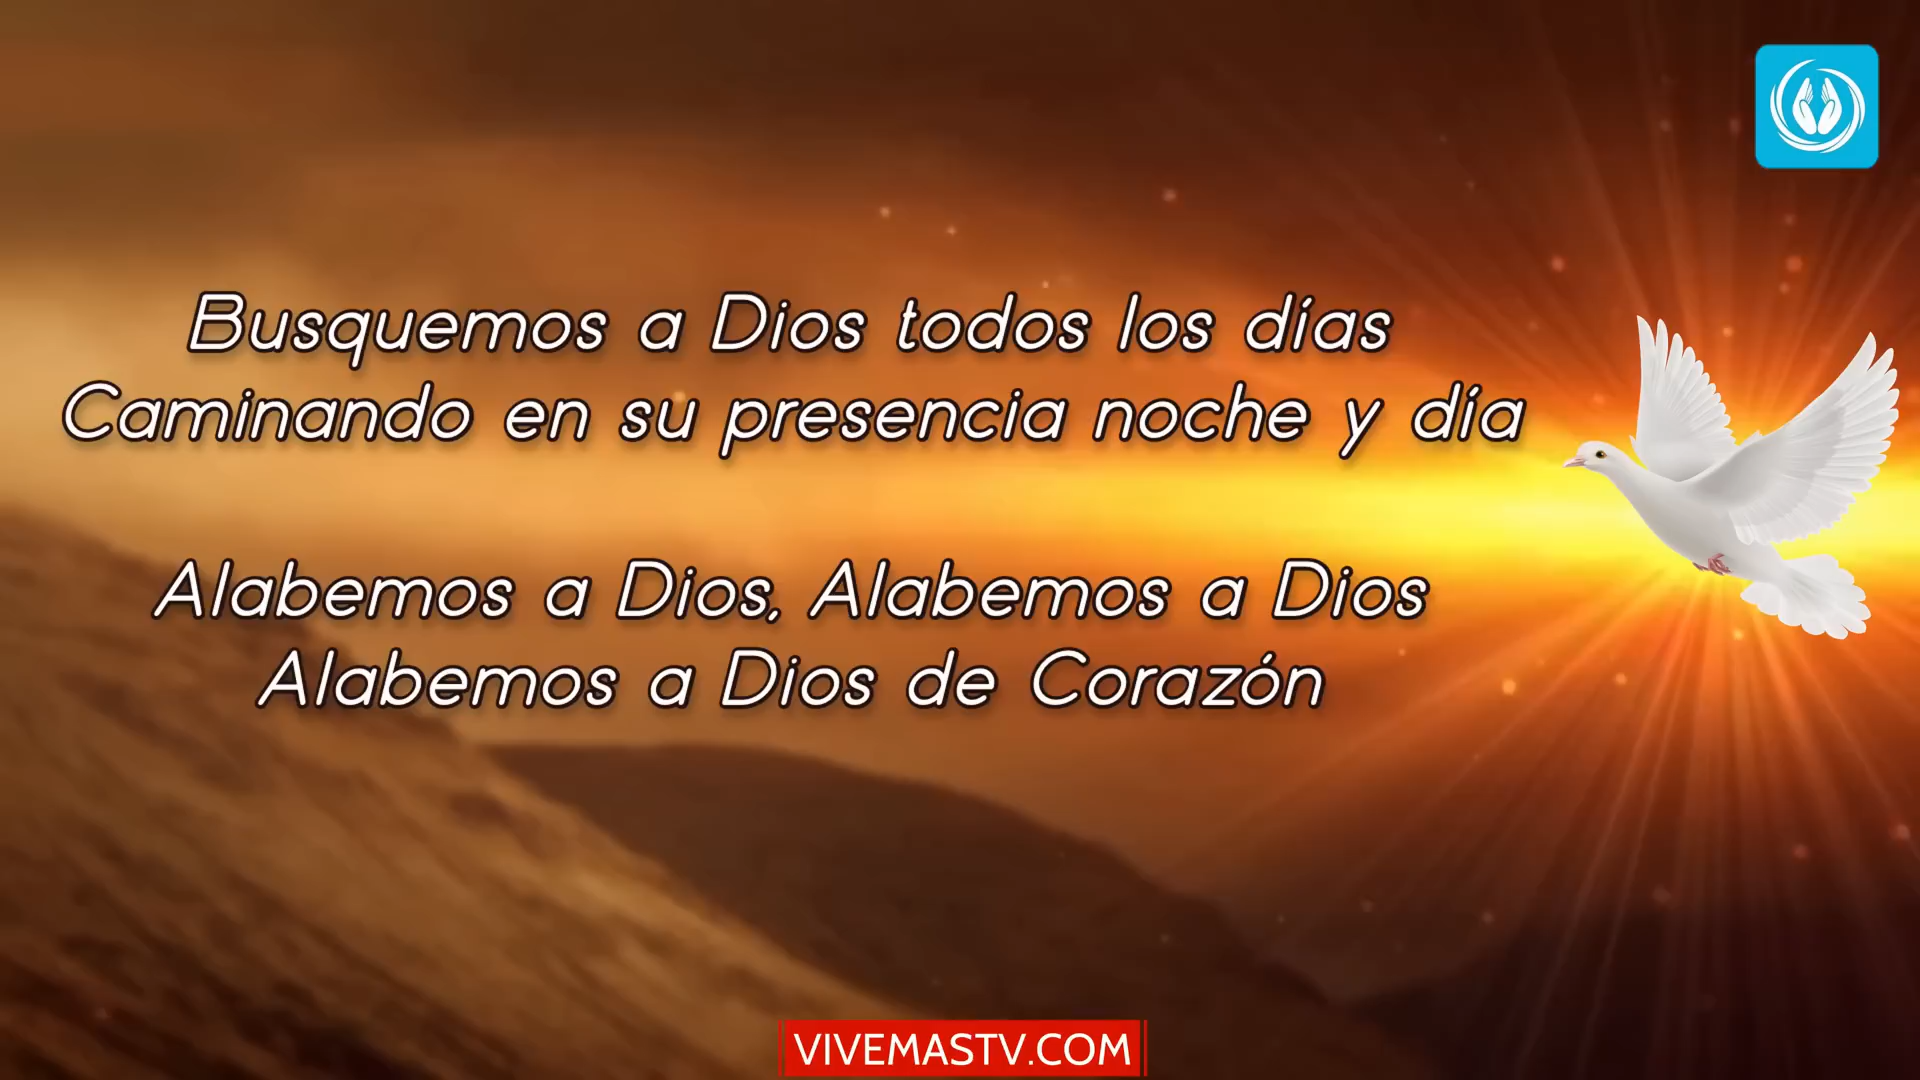 Busquemos a Dios todos los días
Caminando en su presencia noche y día
Alabemos a Dios, Alabemos a Dios
Alabemos a Dios de Corazón
VIVEMASTV.COM